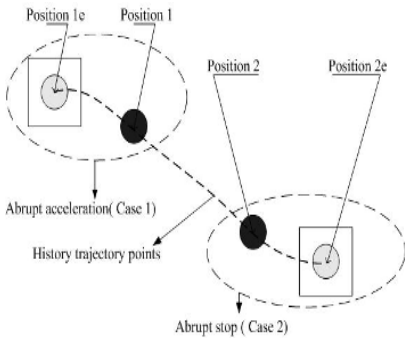 Position 1e
Position 1
Position 2
Position 2e
Abrupt acceleration( Case 1)
History trajectory points
Abrupt stop ( Case 2)